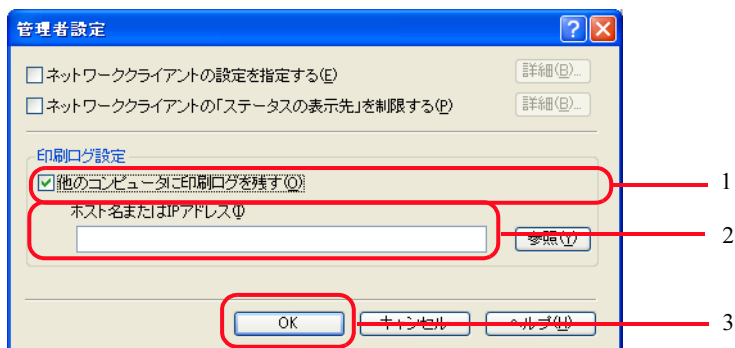 管理者設定
ネットワーククライアントの設定を指定する(E)
詳細(B)...
ネットワーククライアントの「ステータスの表示先」を制限する(P)
詳細(B)...
印刷ログ設定
他のコンピュータに印刷ログを残す(O)
1
ホスト名またはIPアドレス(I)
参照(Y)
2
OK
キャンセル
ヘルプ(H)
3